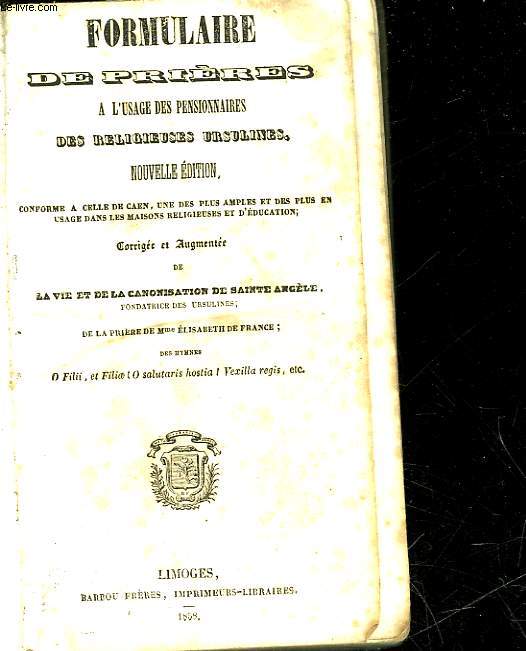 le-livre.com
FORMULAIRE
DE PRIÈRES
A L'USAGE DES PENSIONNAIRES
DES RELIGIEUSES URSULINES,
NOUVELLE ÉDITION,
CONFORME A CELLE DE CAEN, UNE DES PLUS AMPLES ET DES PLUS EN
USAGE DANS LES MAISONS RELIGIEUSES ET D'ÉDUCATION;
Corrigée et Augmentée
DE
LA VIE ET DE LA CANONISATION DE SAINTE ANGÈLE,
FONDATRICE DES URSULINES;
DE LA PRIÈRE DE Mme ÉLISABETH DE FRANCE;
DES HYMNES
O Filii, et Filiæ! O salutaris hostia! Vexilla regis, etc.
LIMOGES,
BARBOU FRÈRES, IMPRIMEURS-LIBRAIRES.